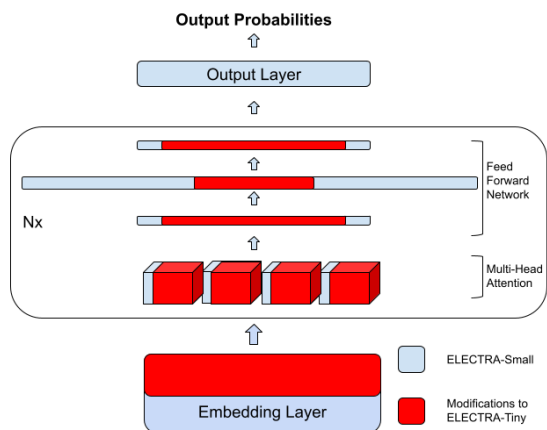 Output Probabilities
Output Layer
Feed
Forward
Network
Nx
Multi-Head
Attention
Embedding Layer
ELECTRA-Small
Modifications to
ELECTRA-Tiny